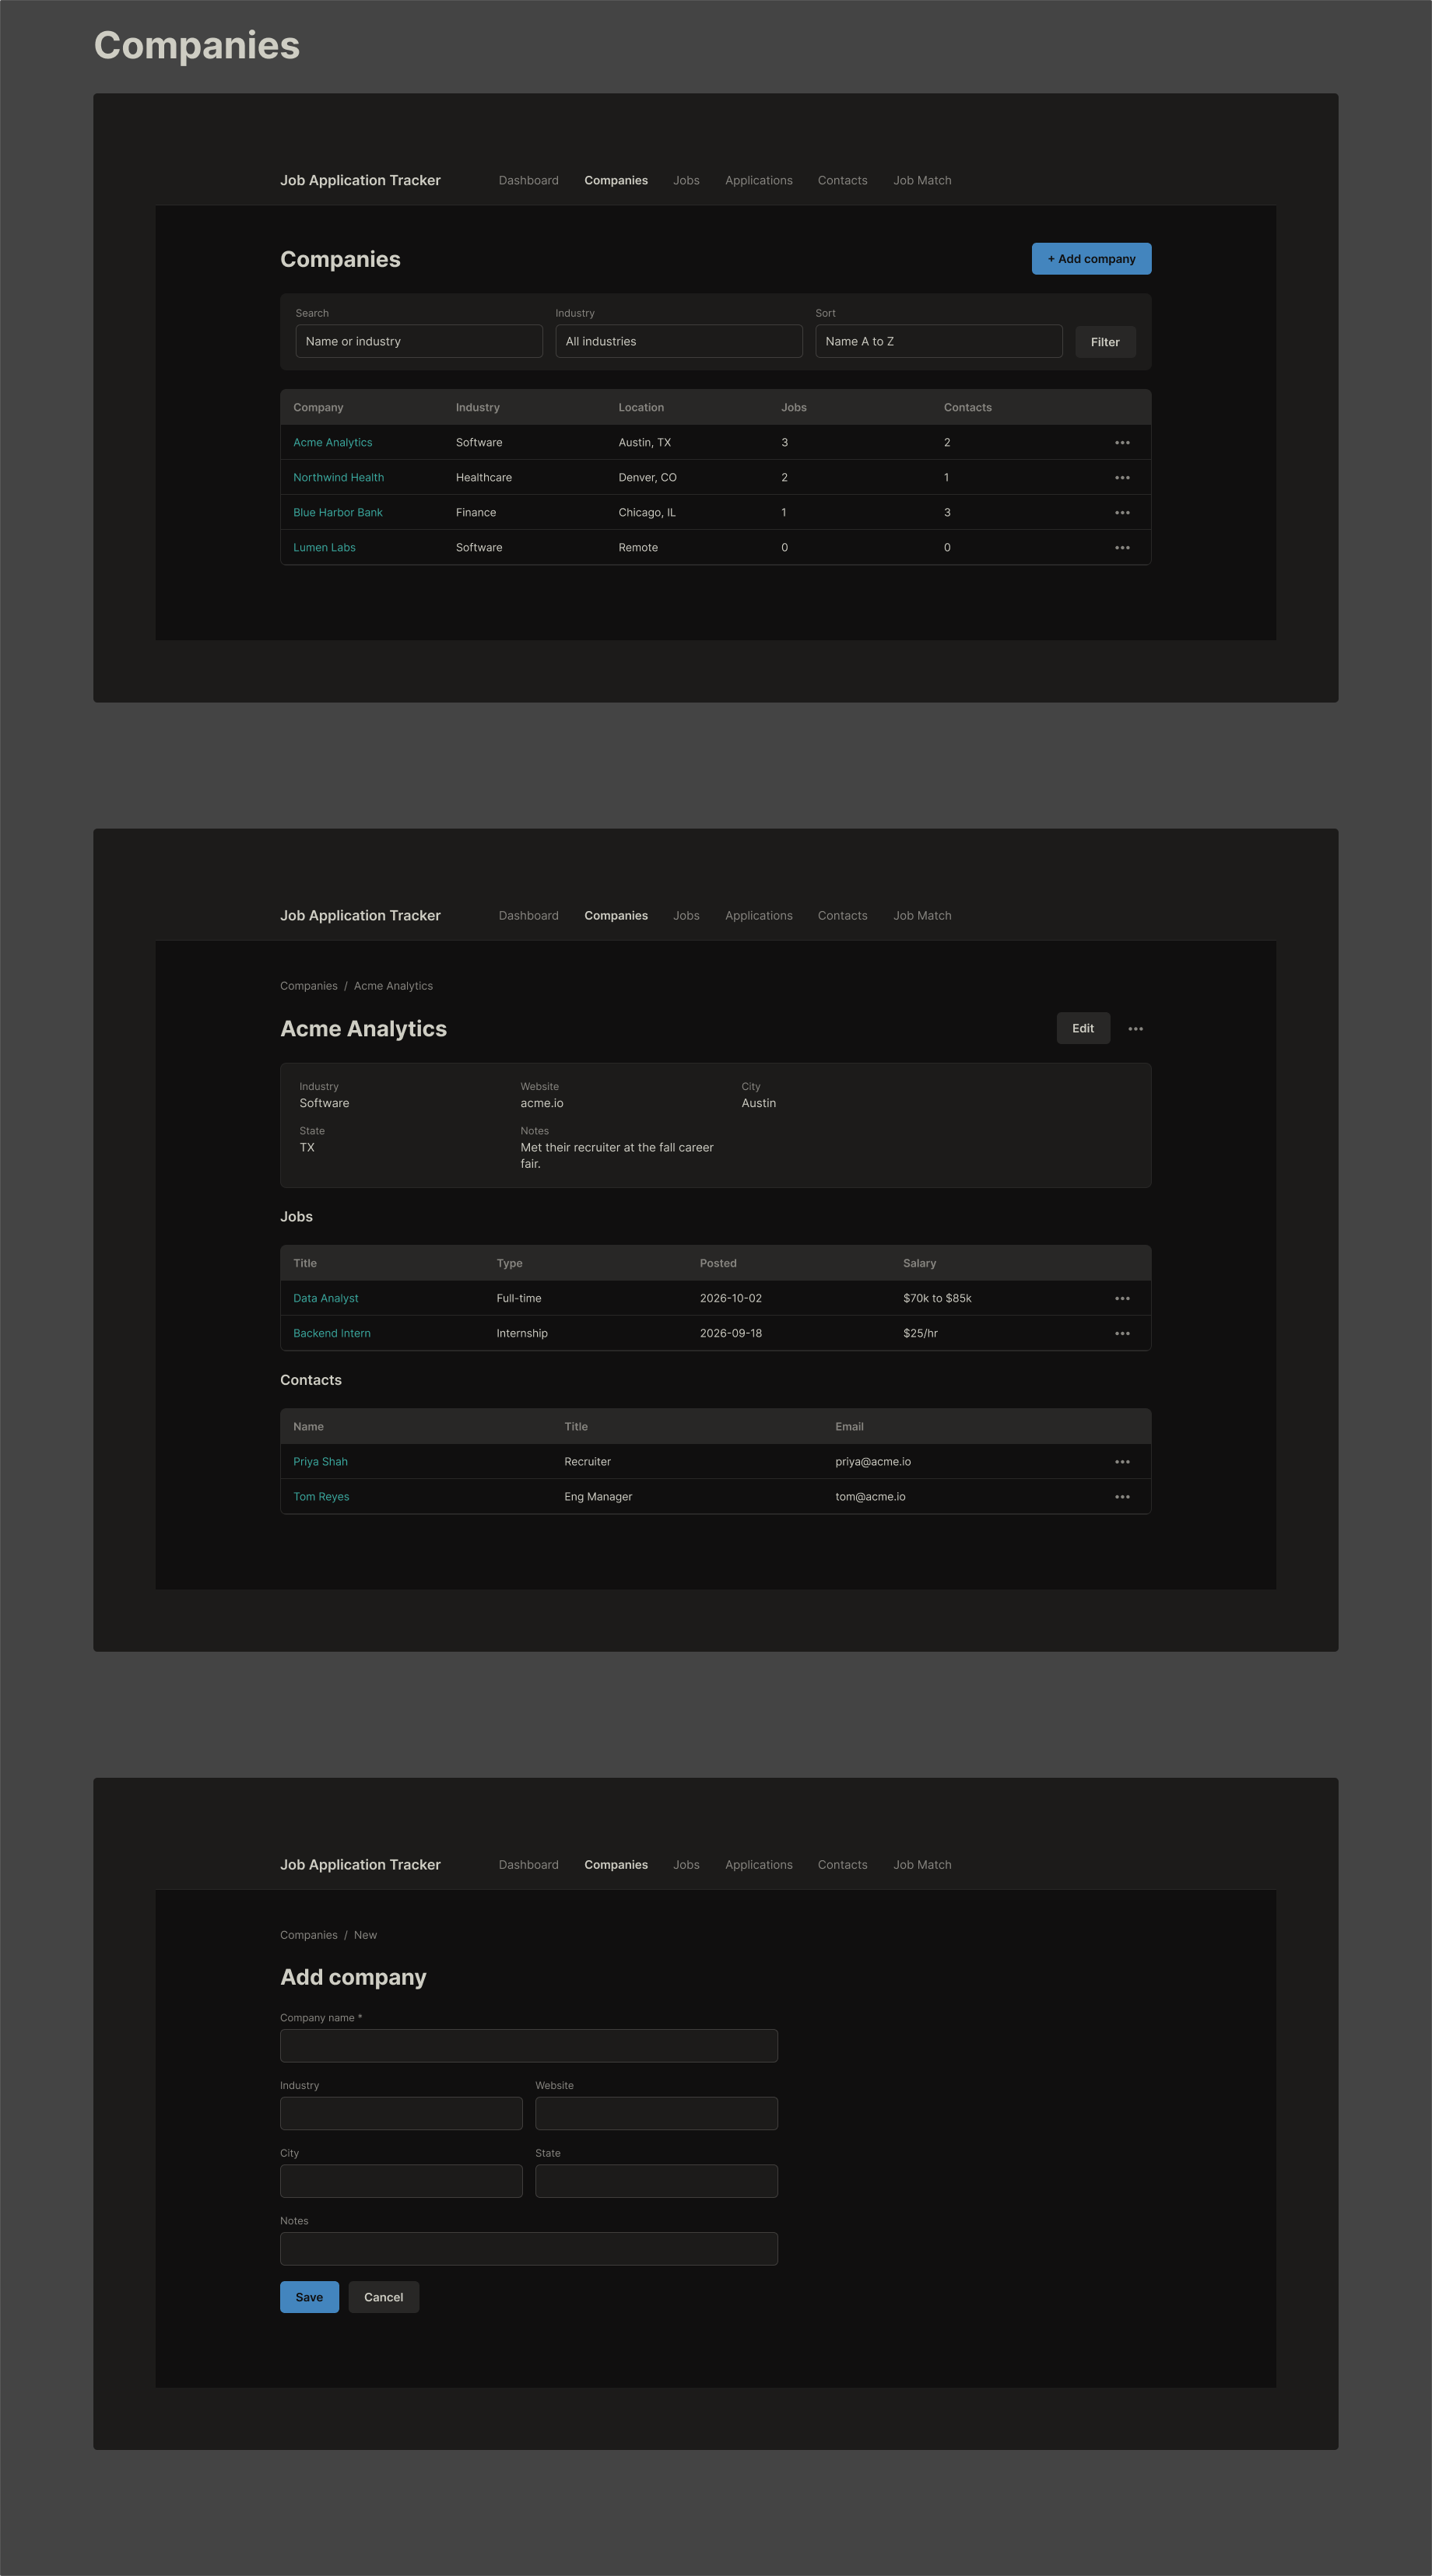 Companies
Job Application Tracker Dashboard Companies Jobs Applications Contacts Job Match
Companies + Add company
Search Industry Sort
Name or industry All industries Name A to Z Filter
Company Industry Location Jobs Contacts
Acme Analytics Software Austin, TX 3 2 •••
Northwind Health Healthcare Denver, CO 2 1 •••
Blue Harbor Bank Finance Chicago, IL 1 3 •••
Lumen Labs Software Remote 0 0 •••
Job Application Tracker Dashboard Companies Jobs Applications Contacts Job Match
Companies / Acme Analytics
Acme Analytics Edit •••
Industry Website City
Software acme.io Austin
State Notes
TX Met their recruiter at the fall career
fair.
Jobs
Title Type Posted Salary
Data Analyst Full-time 2026-10-02 $70k to $85k •••
Backend Intern Internship 2026-09-18 $25/hr •••
Contacts
Name Title Email
Priya Shah Recruiter priya@acme.io •••
Tom Reyes Eng Manager tom@acme.io •••
Job Application Tracker Dashboard Companies Jobs Applications Contacts Job Match
Companies / New
Add company
Company name *
Industry Website
City State
Notes
Save Cancel